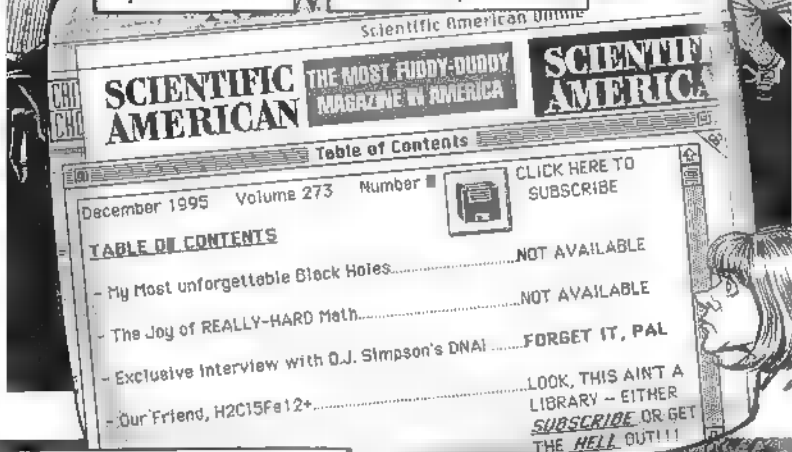 Scientific American Online
SCIENTIFIC
AMERICAN
THE MOST FUDDY-DUDDY
MAGAZINE IN AMERICA
SCIENTIF
AMERICA
Table of Contents
December 1995 Volume 273 Number
CLICK HERE TO
SUBSCRIBE
TABLE OF CONTENTS
- My Most unforgettable Black Holes..........NOT AVAILABLE
- The Joy of REALLY-HARD Math..........NOT AVAILABLE
- Exclusive Interview with O.J. Simpson's DNA! .......FORGET IT, PAL
- Our Friend, H2C15Fe12+..........LOOK, THIS AIN'T A
LIBRARY – EITHER
SUBSCRIBE OR GET
THE HELL OUT!!!